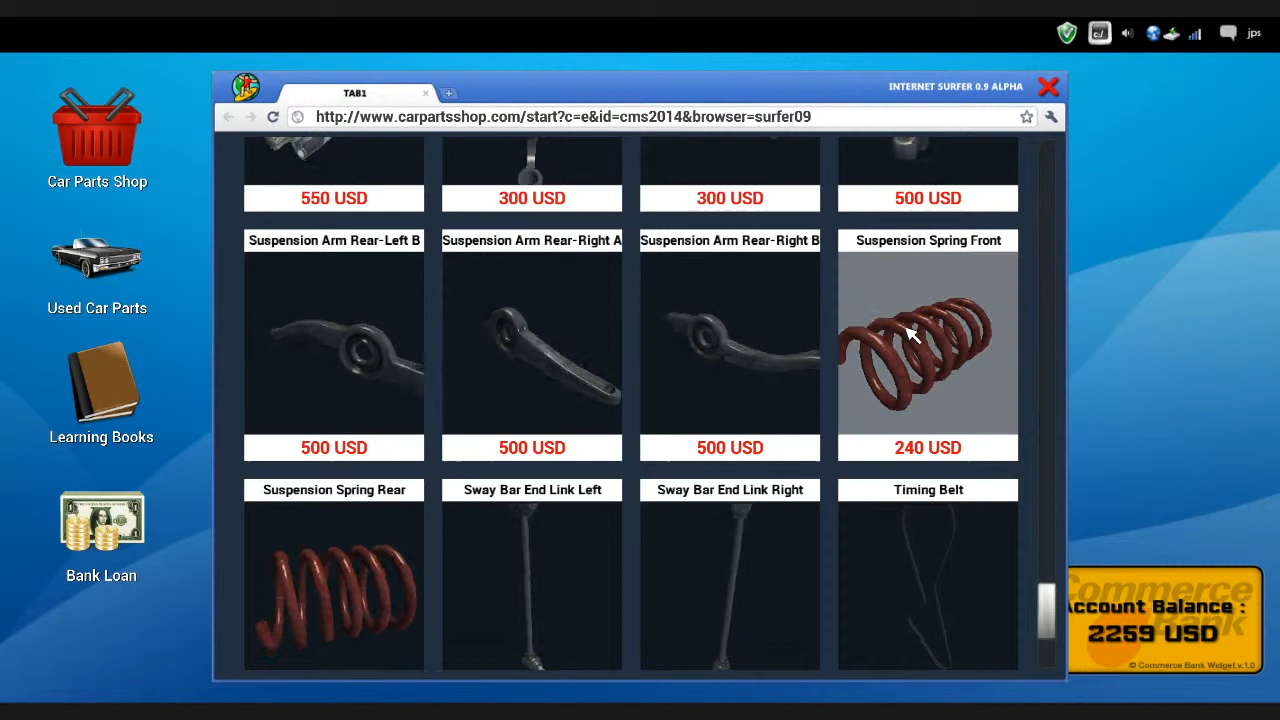 C:/
jps
TAB1
INTERNET SURFER 0.9 ALPHA
http://www.carpartsshop.com/start?c=e&id=cms2014&browser=surfer09
Car Parts Shop
Used Car Parts
Learning Books
Bank Loan
550 USD
300 USD
300 USD
500 USD
Suspension Arm Rear-Left B
Suspension Arm Rear-Right A
Suspension Arm Rear-Right B
Suspension Spring Front
500 USD
500 USD
500 USD
240 USD
Suspension Spring Rear
Sway Bar End Link Left
Sway Bar End Link Right
Timing Belt
Commerce
Bank
Account Balance :
2259 USD
© Commerce Bank Widget v.1.0